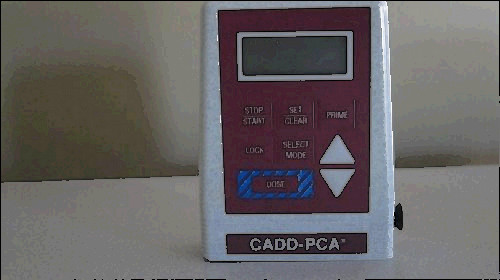 STOP
START
SET
CLEAR
PRIME
LOCK
SELECT
MODE
DOSE
CADD-PCA®